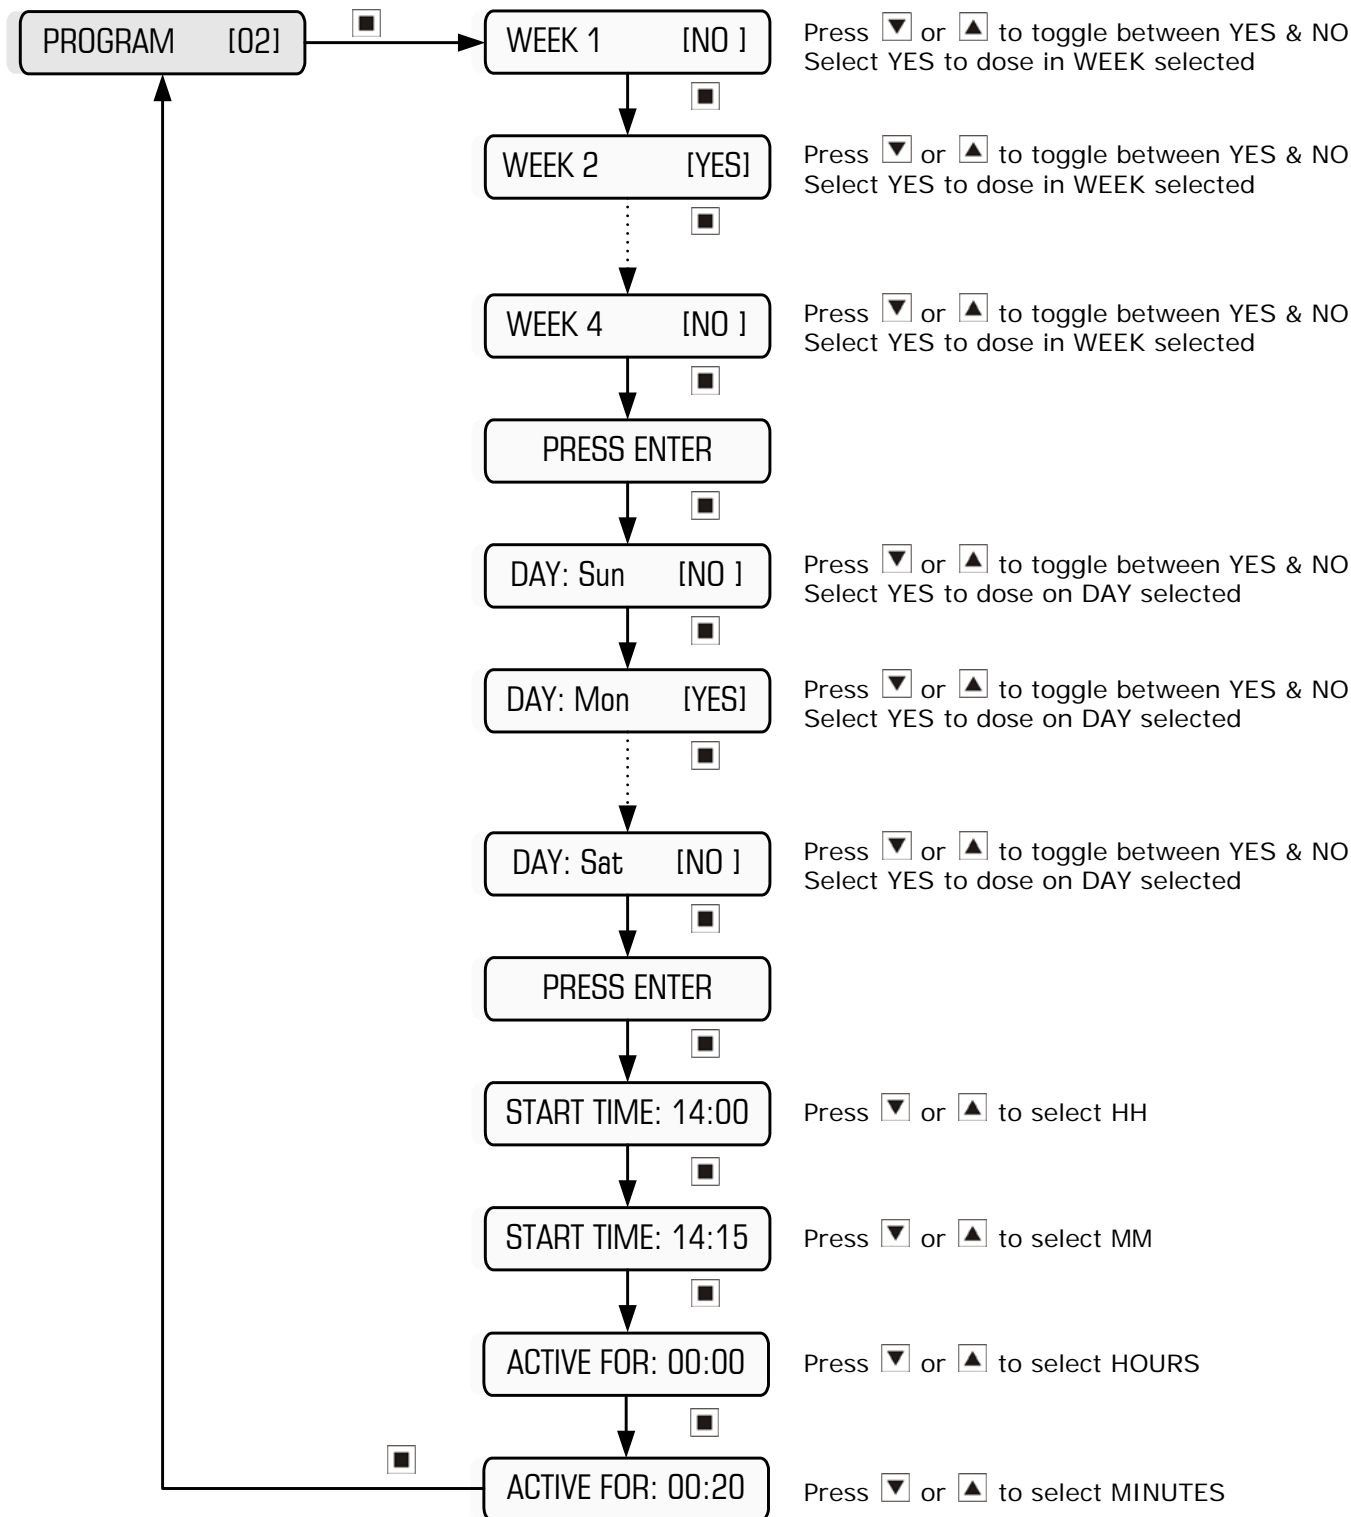 PROGRAM [02]
WEEK 1 [NO ]
Press ▼ or ▲ to toggle between YES & NO
Select YES to dose in WEEK selected
WEEK 2 [YES]
Press ▼ or ▲ to toggle between YES & NO
Select YES to dose in WEEK selected
WEEK 4 [NO ]
Press ▼ or ▲ to toggle between YES & NO
Select YES to dose in WEEK selected
PRESS ENTER
DAY: Sun [NO ]
Press ▼ or ▲ to toggle between YES & NO
Select YES to dose on DAY selected
DAY: Mon [YES]
Press ▼ or ▲ to toggle between YES & NO
Select YES to dose on DAY selected
DAY: Sat [NO ]
Press ▼ or ▲ to toggle between YES & NO
Select YES to dose on DAY selected
PRESS ENTER
START TIME: 14:00
Press ▼ or ▲ to select HH
START TIME: 14:15
Press ▼ or ▲ to select MM
ACTIVE FOR: 00:00
Press ▼ or ▲ to select HOURS
ACTIVE FOR: 00:20
Press ▼ or ▲ to select MINUTES